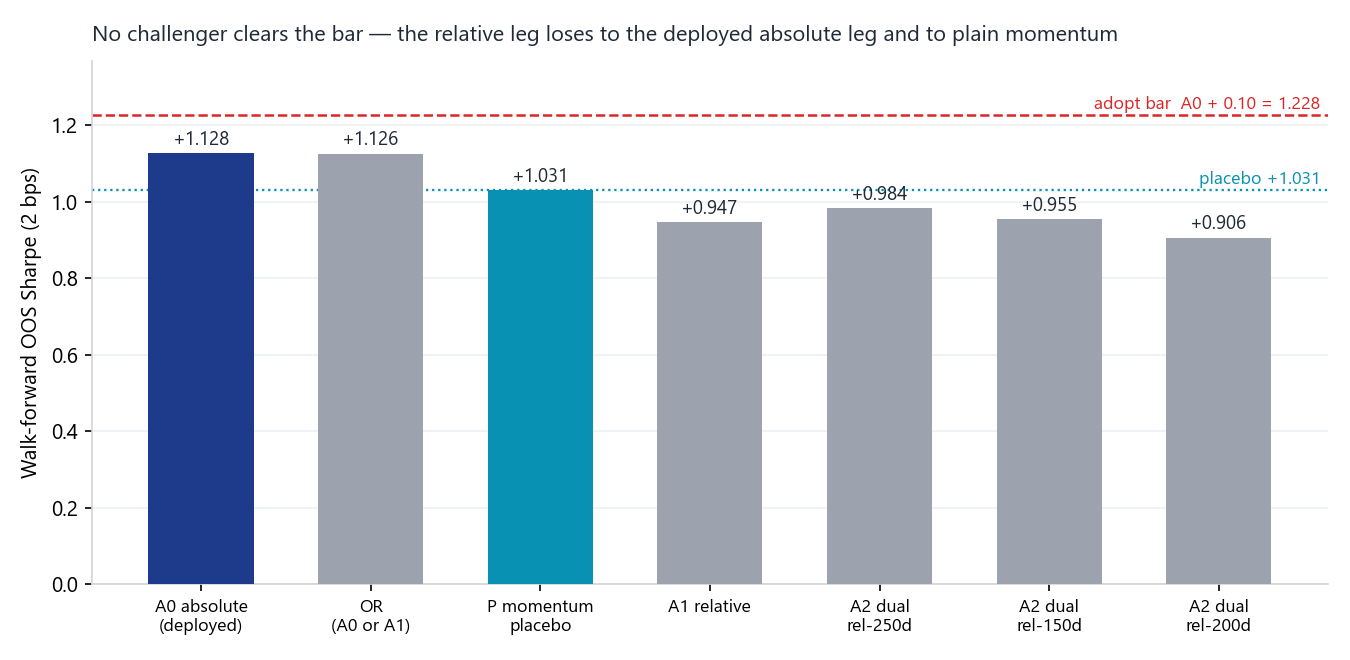 No challenger clears the bar — the relative leg loses to the deployed absolute leg and to plain momentum
Walk-forward OOS Sharpe (2 bps)
1.2
1.0
0.8
0.6
0.4
0.2
0.0
adopt bar  A0 + 0.10 = 1.228
placebo +1.031
+1.128
+1.126
+1.031
+0.947
+0.984
+0.955
+0.906
A0 absolute
(deployed)
OR
(A0 or A1)
P momentum
placebo
A1 relative
A2 dual
rel-250d
A2 dual
rel-150d
A2 dual
rel-200d